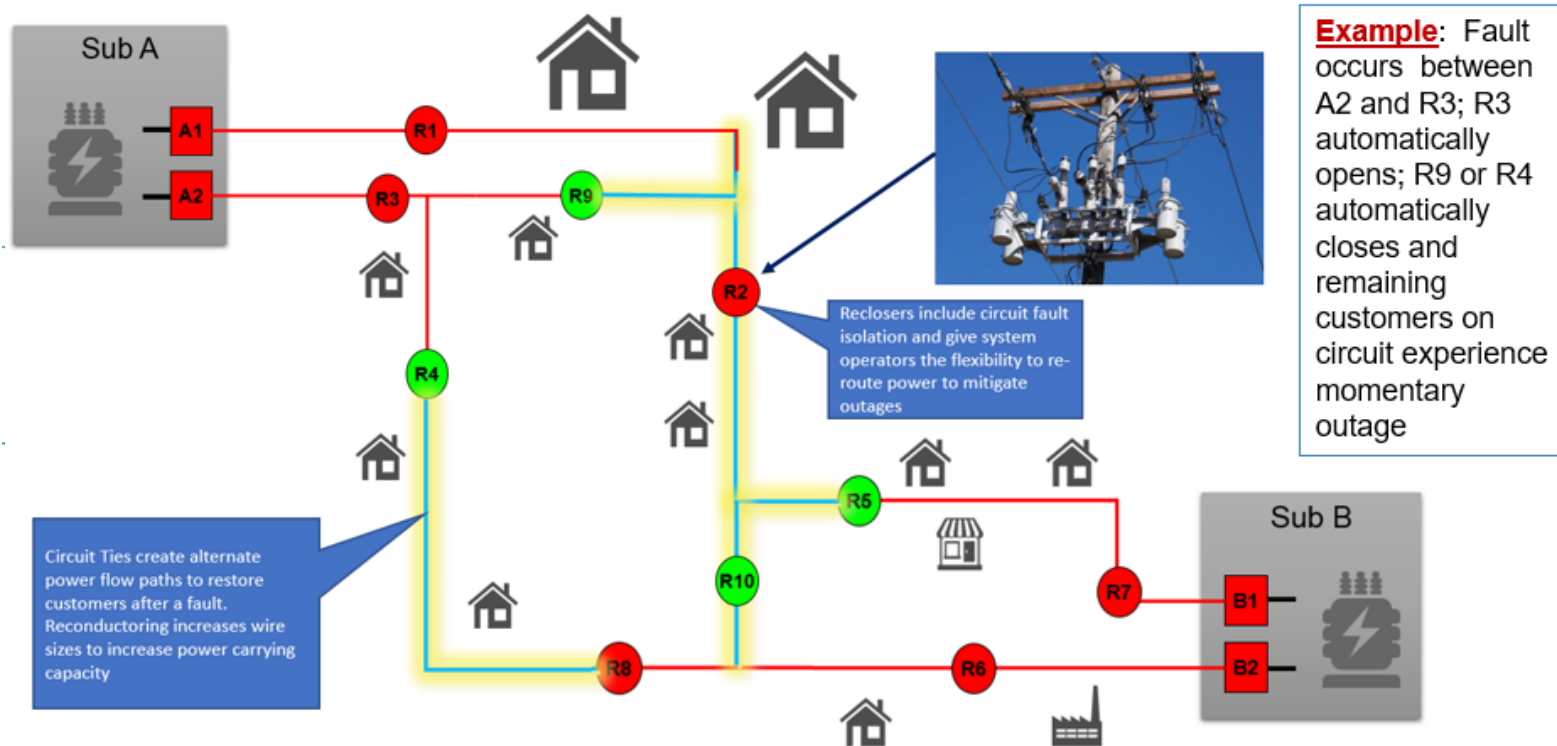 Sub A
A1
A2
R1
R3
R9
R2
R4
R5
R10
R7
R8
R6
Sub B
B1
B2
Reclosers include circuit fault
isolation and give system
operators the flexibility to re-
route power to mitigate
outages
Circuit Ties create alternate
power flow paths to restore
customers after a fault.
Reconductoring increases wire
sizes to increase power carrying
capacity
Example: Fault
occurs between
A2 and R3; R3
automatically
opens; R9 or R4
automatically
closes and
remaining
customers on
circuit experience
momentary
outage